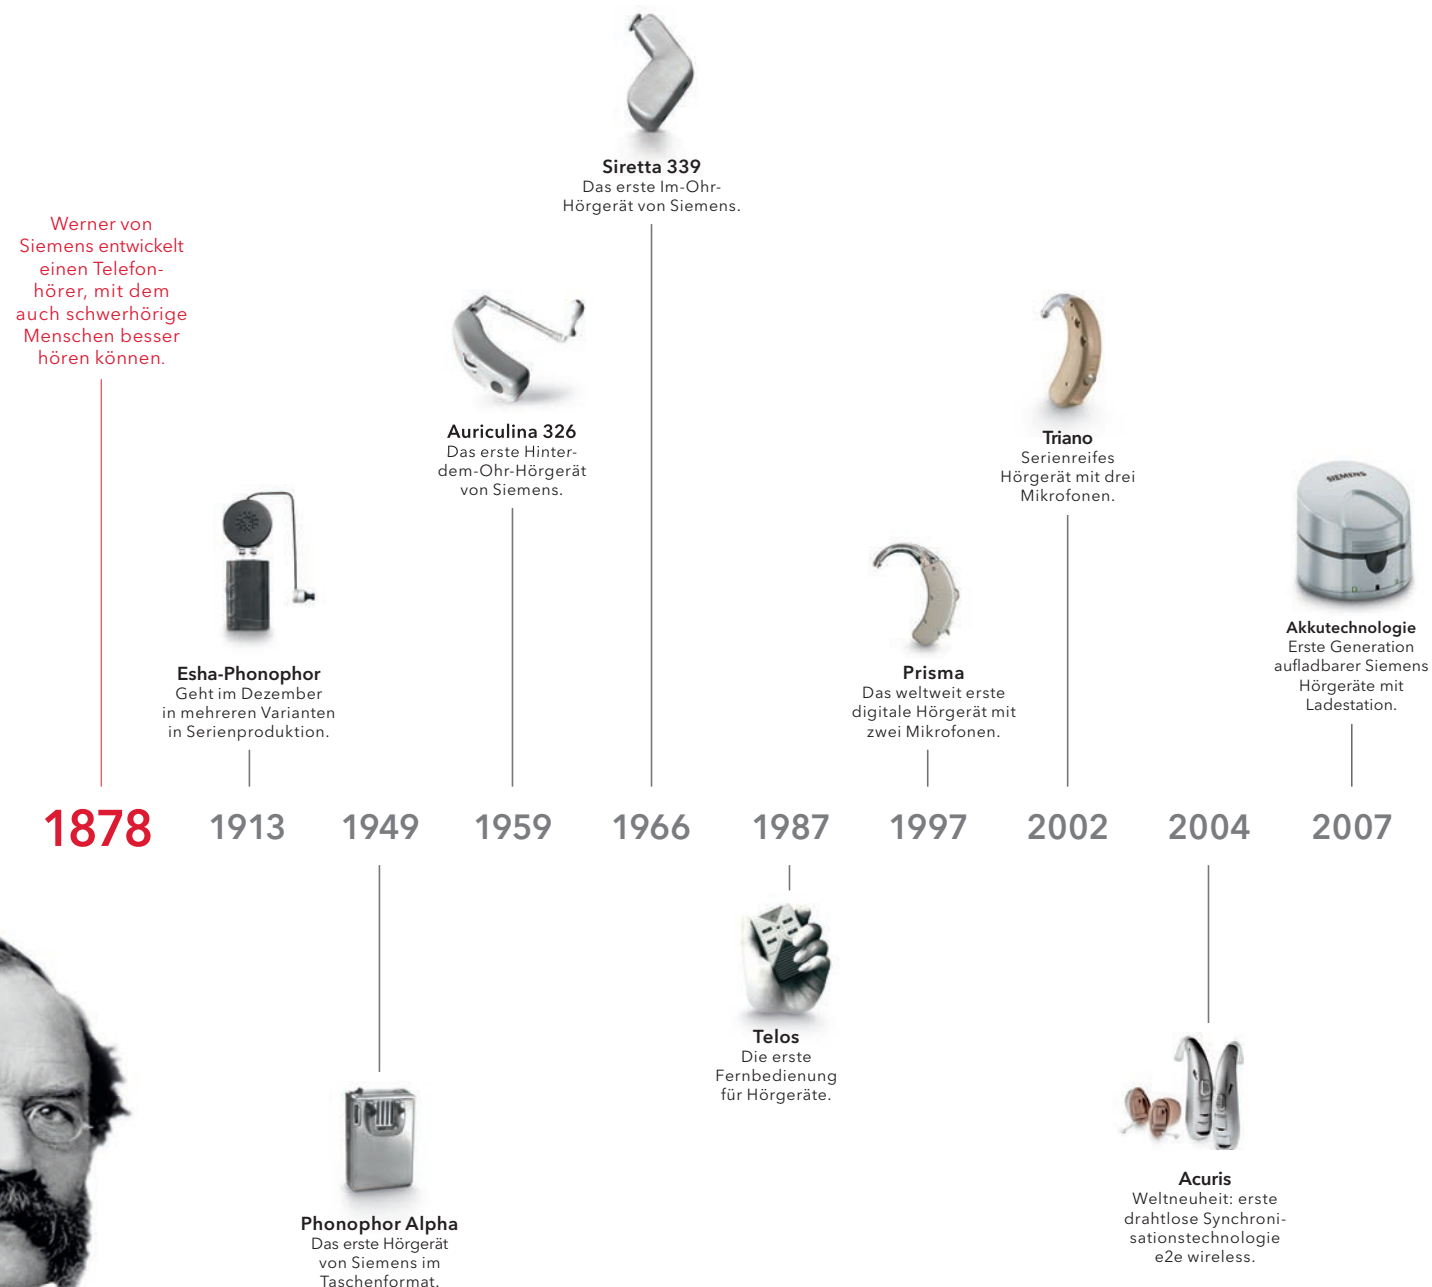 Siretta 339
Das erste Im-Ohr-
Hörgerät von Siemens.
Werner von
Siemens entwickelt
einen Telefon-
hörer, mit dem
auch schwerhörige
Menschen besser
hören können.
Auriculina 326
Das erste Hinter-
dem-Ohr-Hörgerät
von Siemens.
Triano
Serienreifes
Hörgerät mit drei
Mikrofonen.
SIEMENS
Akkutechnologie
Erste Generation
aufladbarer Siemens
Hörgeräte mit
Ladestation.
Esha-Phonophor
Geht im Dezember
in mehreren Varianten
in Serienproduktion.
Prisma
Das weltweit erste
digitale Hörgerät mit
zwei Mikrofonen.
1878 1913 1949 1959 1966 1987 1997 2002 2004 2007
Telos
Die erste
Fernbedienung
für Hörgeräte.
Phonophor Alpha
Das erste Hörgerät
von Siemens im
Taschenformat.
Acuris
Weltneuheit: erste
drahtlose Synchroni-
sationstechnologie
e2e wireless.